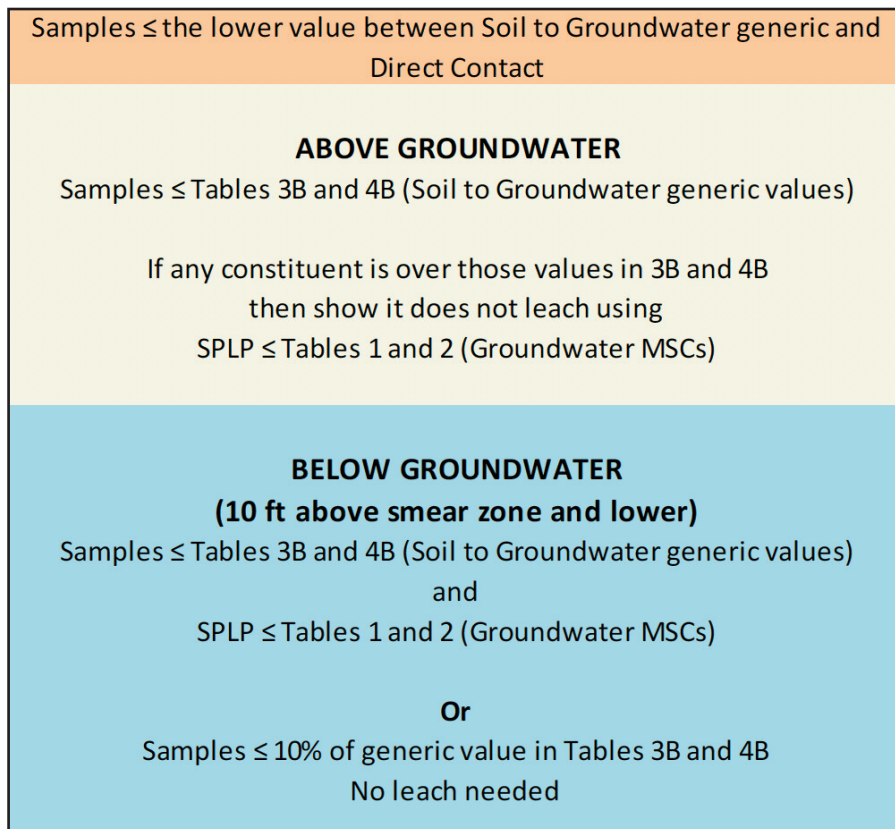 Samples ≤ the lower value between Soil to Groundwater generic and
Direct Contact
ABOVE GROUNDWATER
Samples ≤ Tables 3B and 4B (Soil to Groundwater generic values)
If any constituent is over those values in 3B and 4B
then show it does not leach using
SPLP ≤ Tables 1 and 2 (Groundwater MSCs)
BELOW GROUNDWATER
(10 ft above smear zone and lower)
Samples ≤ Tables 3B and 4B (Soil to Groundwater generic values)
and
SPLP ≤ Tables 1 and 2 (Groundwater MSCs)
Or
Samples ≤ 10% of generic value in Tables 3B and 4B
No leach needed